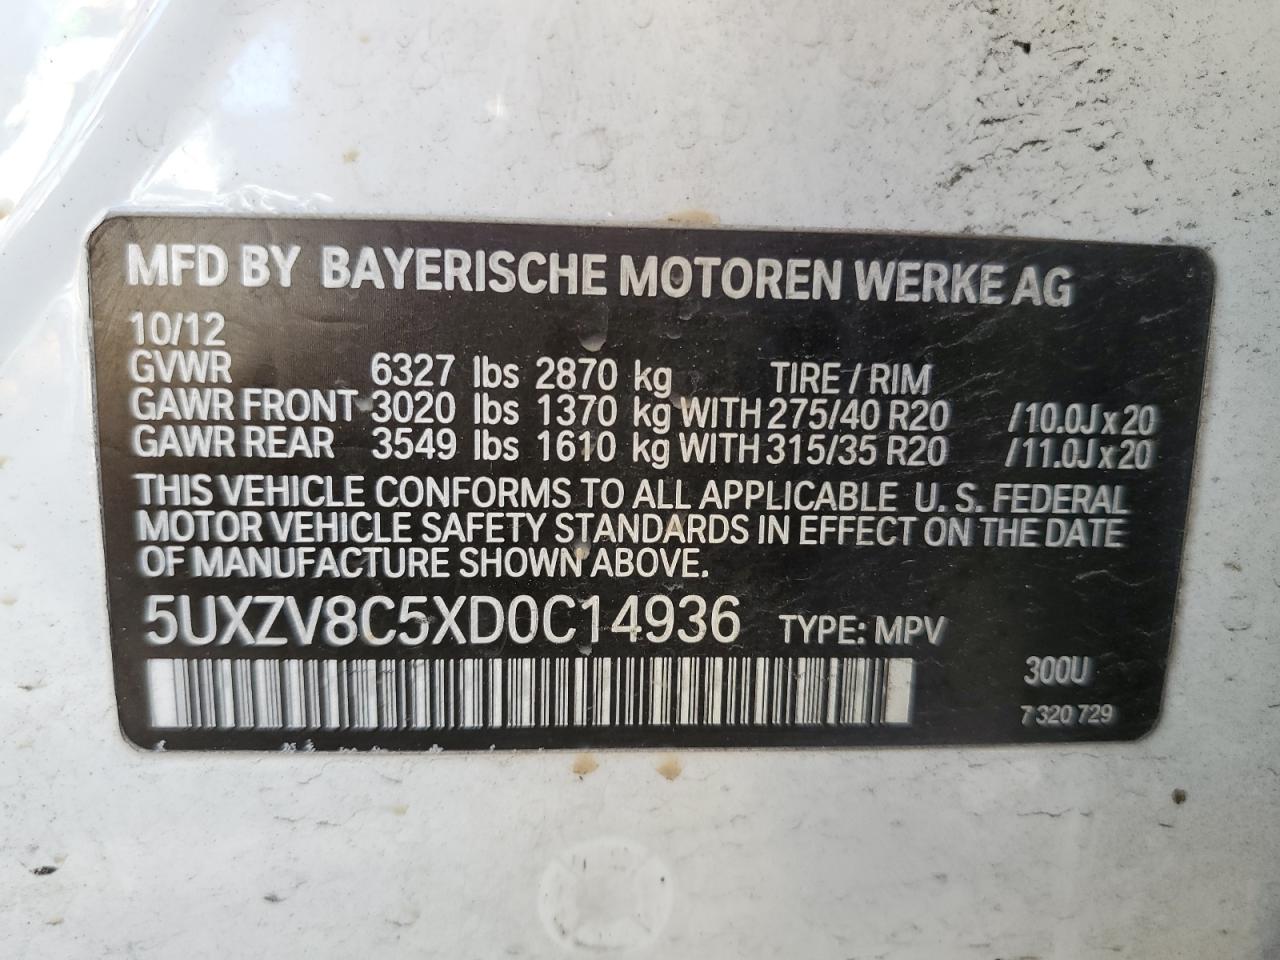 MFD BY BAYERISCHE MOTOREN WERKE AG
10/12
GVWR 6327 lbs 2870 kg TIRE / RIM
GAWR FRONT 3020 lbs 1370 kg WITH 275/40 R20 /10.0J x 20
GAWR REAR 3549 lbs 1610 kg WITH 315/35 R20 /11.0J x 20
THIS VEHICLE CONFORMS TO ALL APPLICABLE U. S. FEDERAL
MOTOR VEHICLE SAFETY STANDARDS IN EFFECT ON THE DATE
OF MANUFACTURE SHOWN ABOVE.
5UXZV8C5XD0C14936 TYPE: MPV
300U
7 320 729